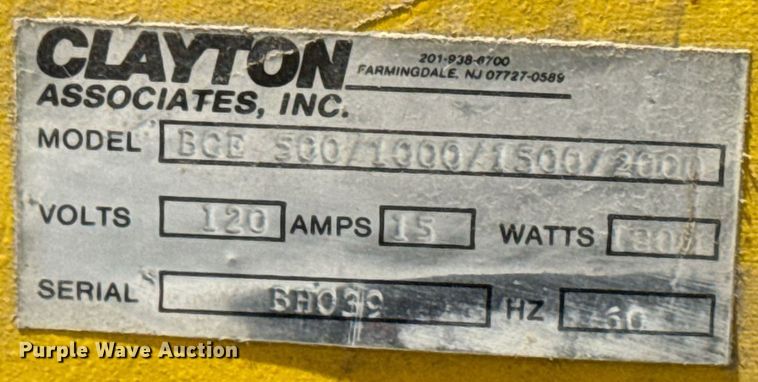 CLAYTON
ASSOCIATES, INC.
201-938-6700
FARMINGDALE, NJ 07727-0589
MODEL BCE 500/1000/1500/2000
VOLTS 120 AMPS 15 WATTS
SERIAL BH039 HZ 60
Purple Wave Auction